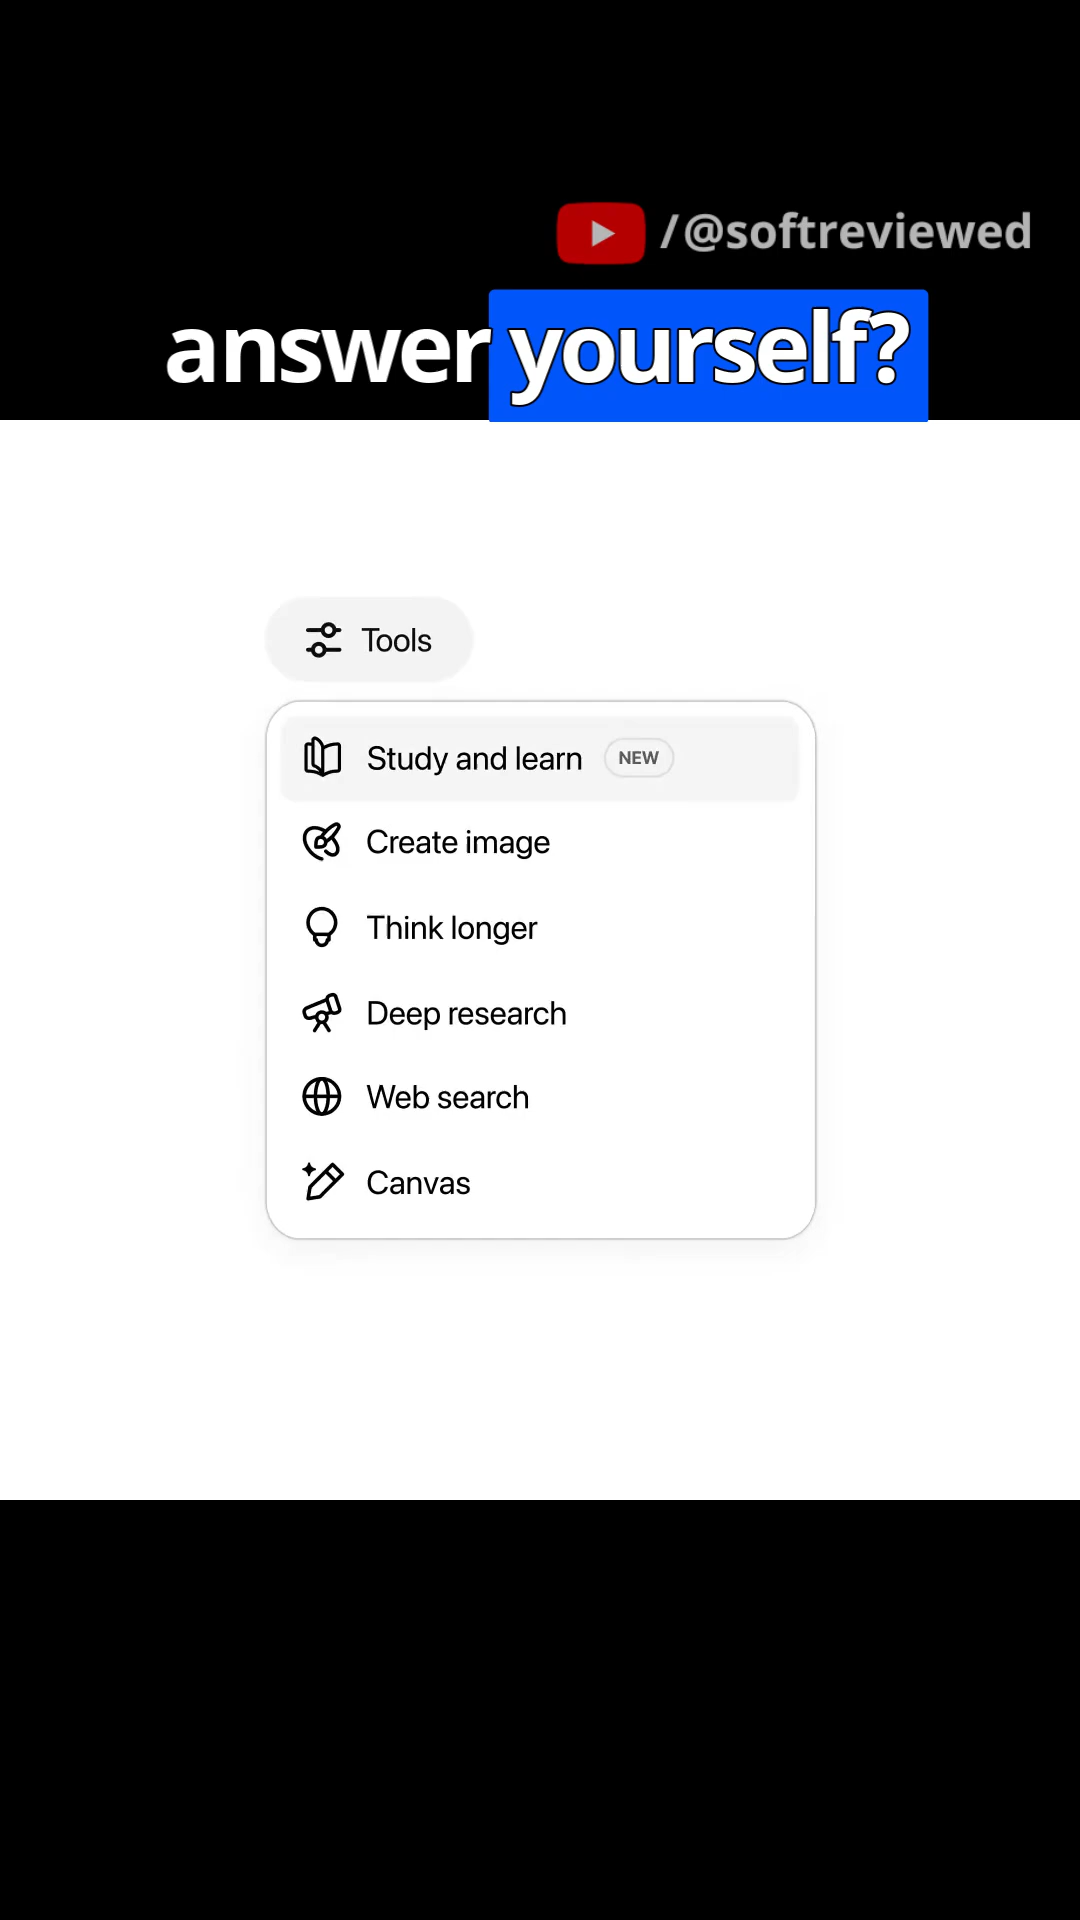 /@softreviewed
answer yourself?
Tools
Study and learn NEW
Create image
Think longer
Deep research
Web search
Canvas